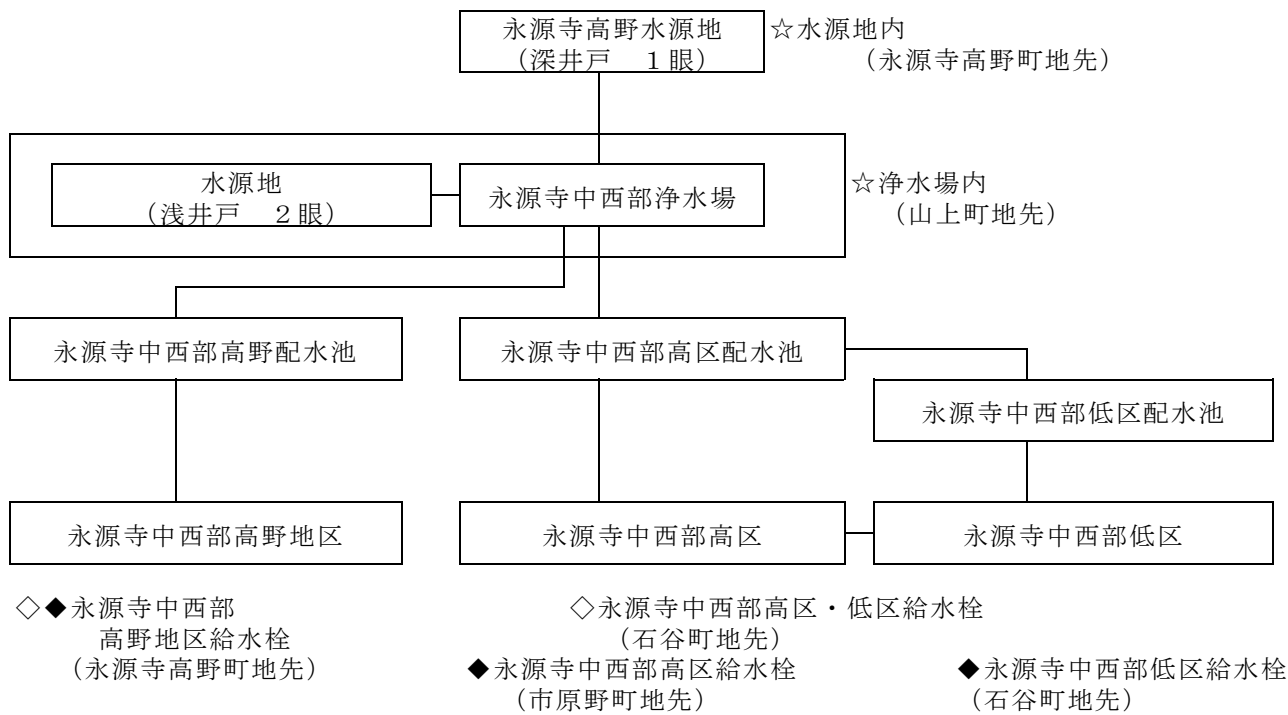 永源寺高野水源地
(深井戸　1眼)
☆水源地内
(永源寺高野町地先)
水源地
(浅井戸　2眼)
永源寺中西部浄水場
☆浄水場内
(山上町地先)
永源寺中西部高野配水池
永源寺中西部高区配水池
永源寺中西部低区配水池
永源寺中西部高野地区
永源寺中西部高区
永源寺中西部低区
◇◆永源寺中西部
高野地区給水栓
(永源寺高野町地先)
◇永源寺中西部高区・低区給水栓
(石谷町地先)
◆永源寺中西部高区給水栓
(市原野町地先)
◆永源寺中西部低区給水栓
(石谷町地先)